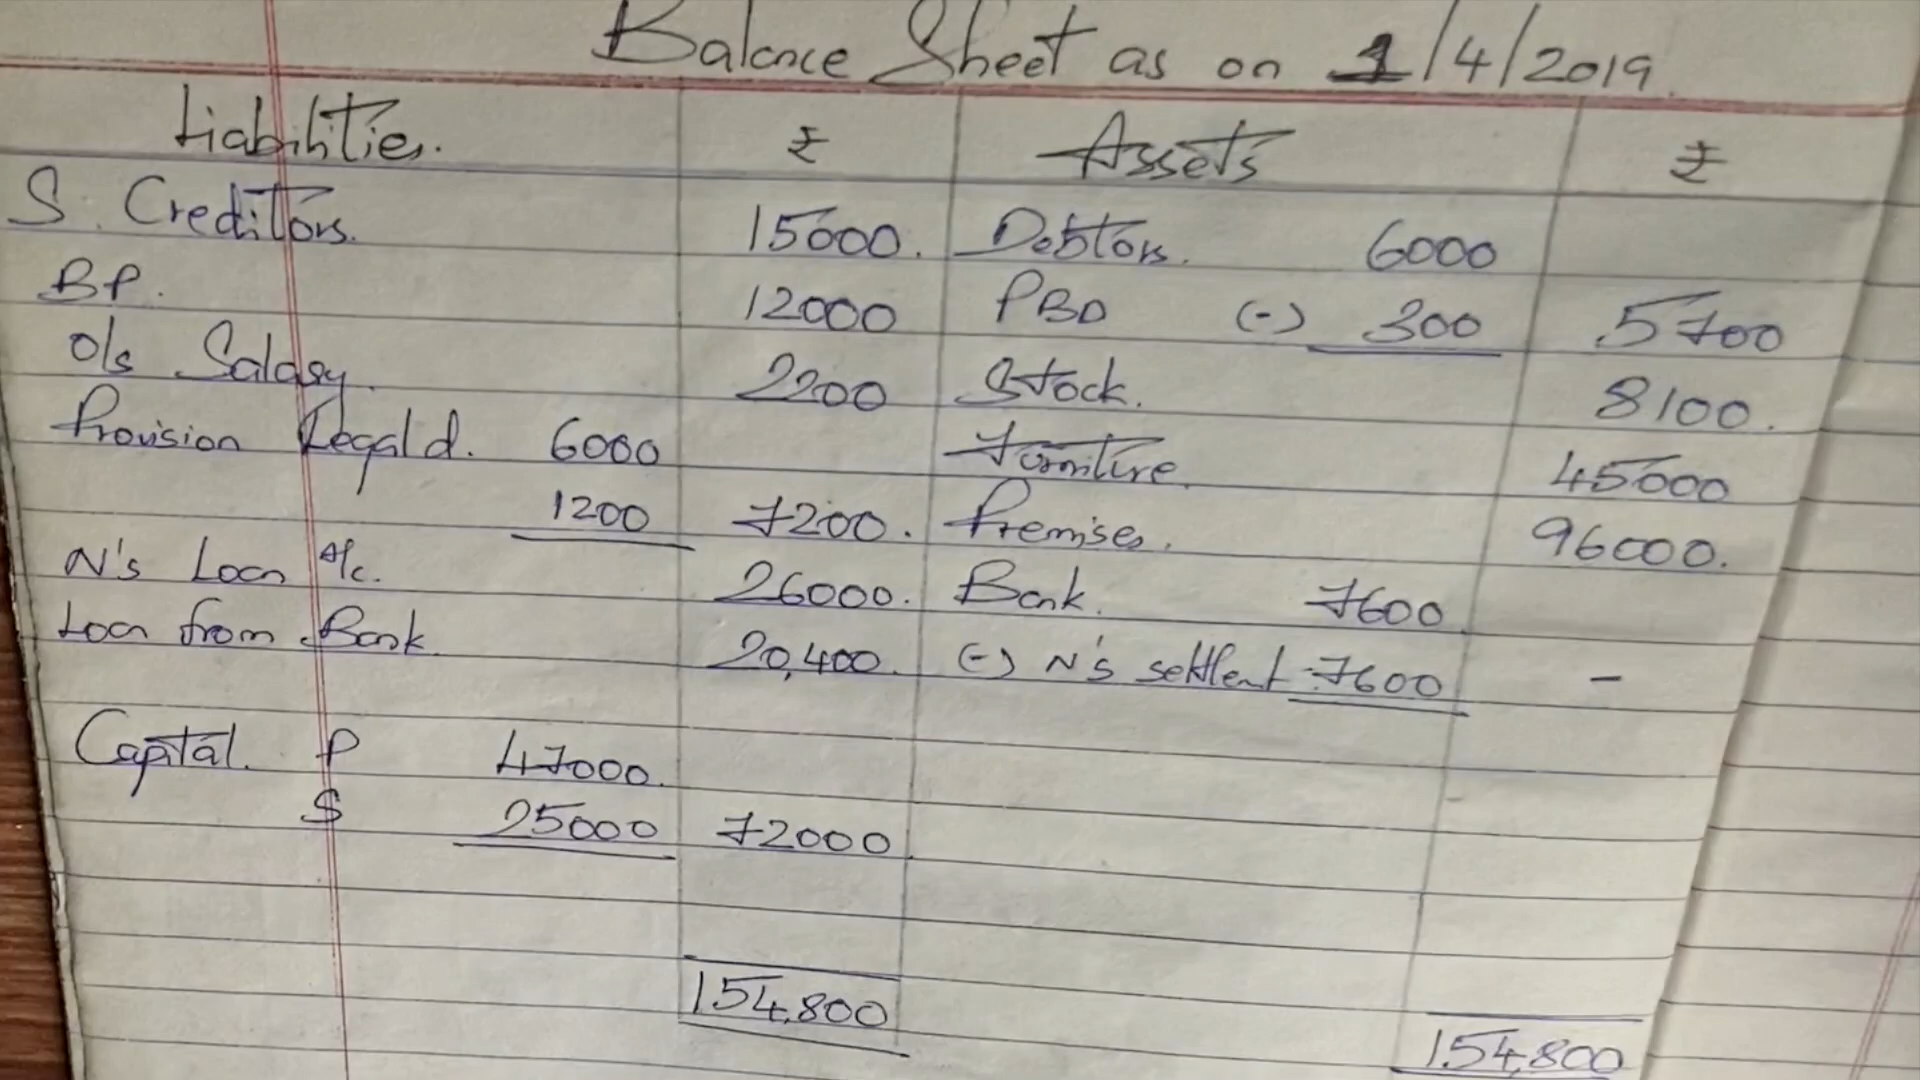 Balance Sheet as on 1/4/2019
Liabilities. ₹ Assets ₹
S. Creditors. 15000. Debtors. 6000
BP. 12000 PBD (-) 300 5700
O/s Salary. 2200 Stock. 8100.
Provision Legal d. 6000 Furniture. 45000
1200 7200. Premises. 96000.
N's Loan A/c. 26000. Bank. 7600
Loan from Bank 20,400. (-) N's settlent 7600 -
Capital. P 47000.
S 25000 72000
154,800 154,800